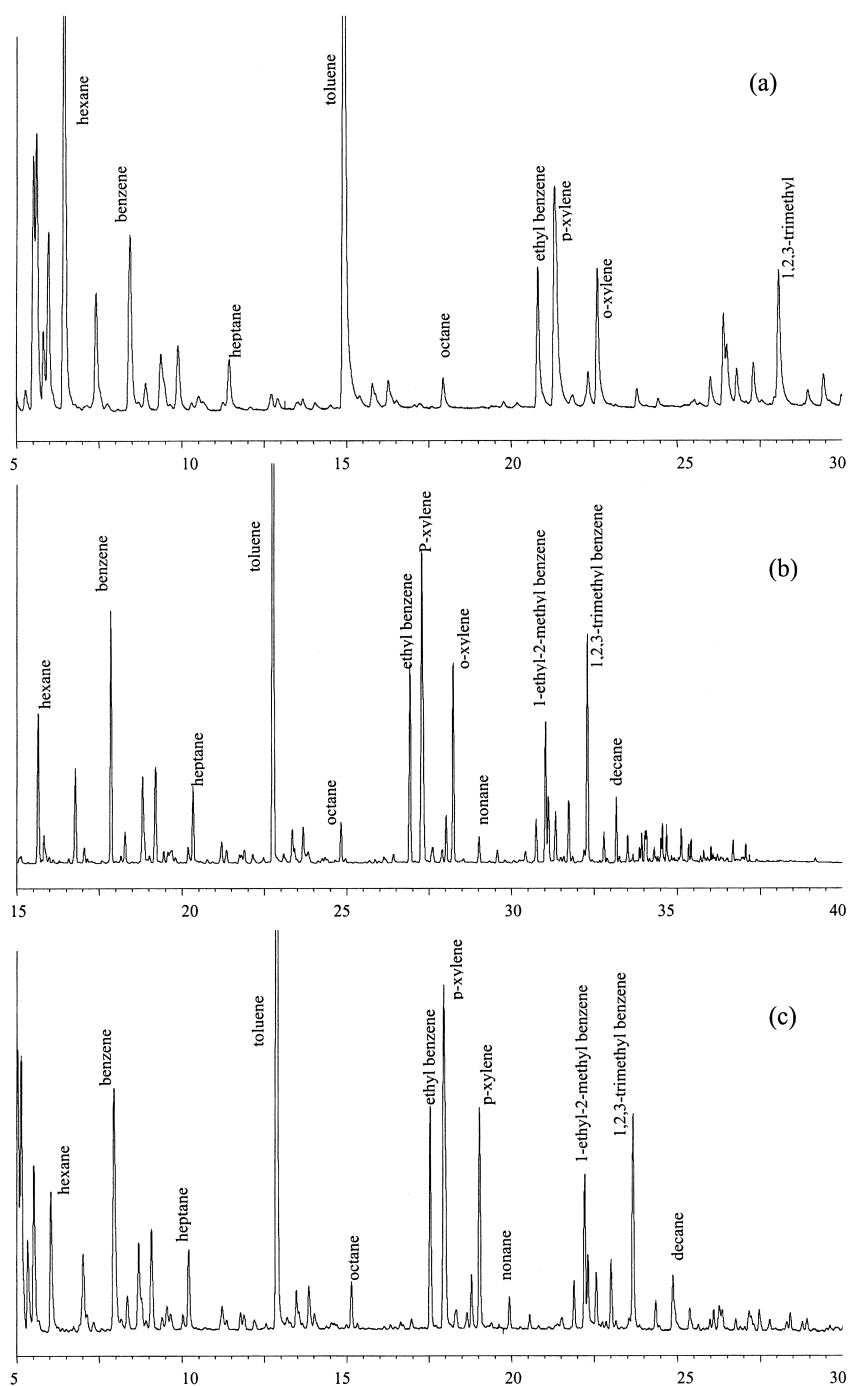 (a)
hexane
benzene
heptane
toluene
octane
ethyl benzene
p-xylene
o-xylene
1,2,3-trimethyl
5 10 15 20 25 30
(b)
hexane
benzene
heptane
toluene
octane
ethyl benzene
P-xylene
o-xylene
nonane
1-ethyl-2-methyl benzene
1,2,3-trimethyl benzene
decane
15 20 25 30 35 40
(c)
hexane
benzene
heptane
toluene
octane
ethyl benzene
p-xylene
p-xylene
nonane
1-ethyl-2-methyl benzene
1,2,3-trimethyl benzene
decane
5 10 15 20 25 30